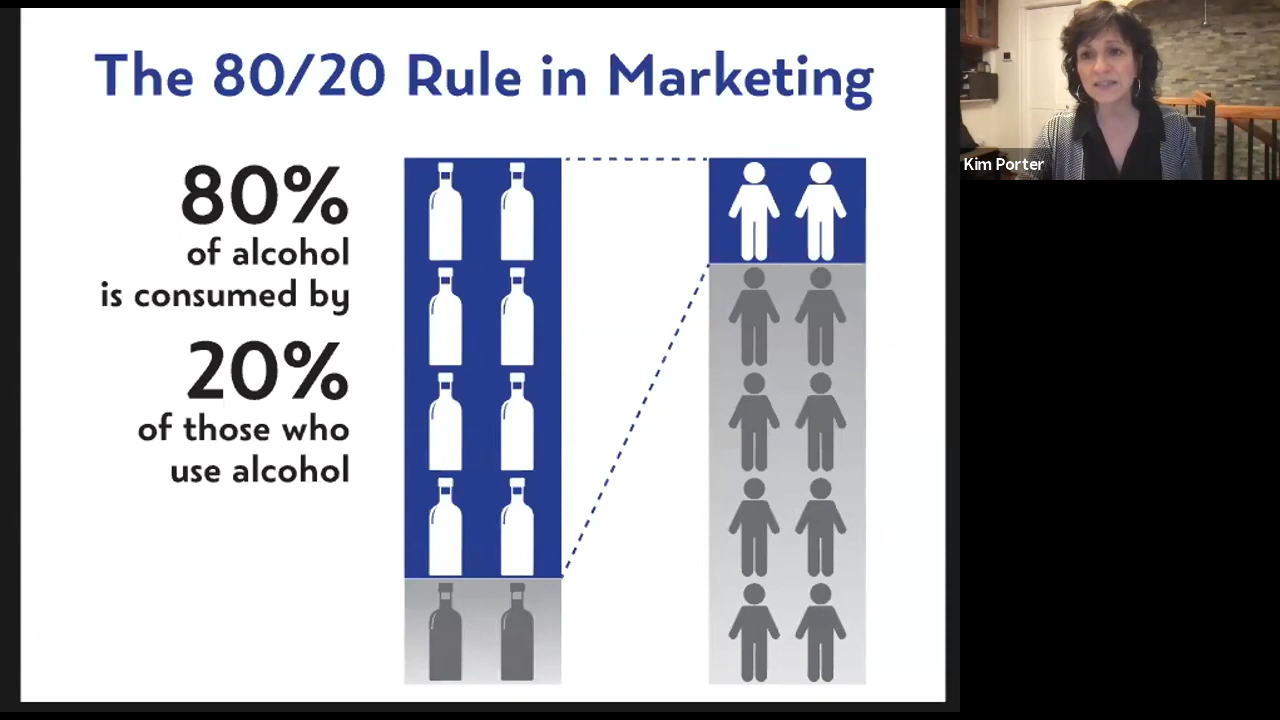 The 80/20 Rule in Marketing
80%
of alcohol
is consumed by
20%
of those who
use alcohol
Kim Porter